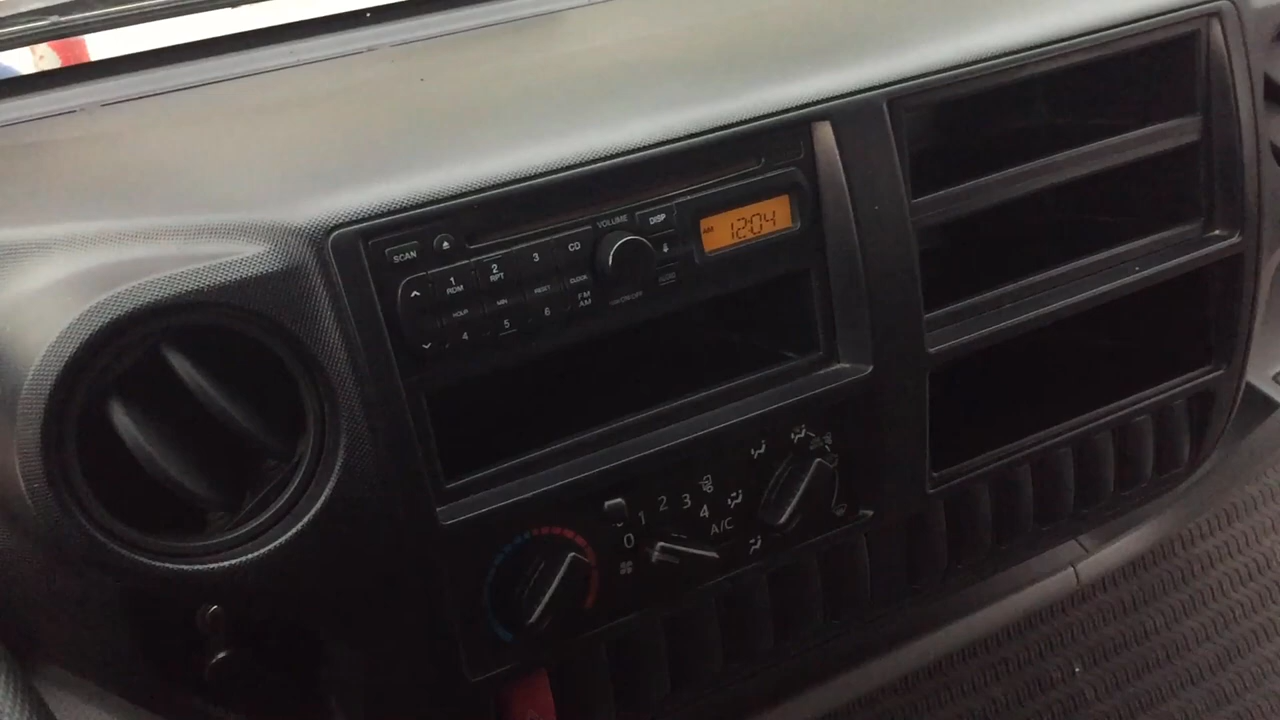 SCAN
1
RDM
2
RPT
3
CD
VOLUME
DISP
AM 12:04
HOUR
MIN
RESET
CLOCK
FM
AM
AUDIO
4
5
6
0 1 2 3 4
A/C